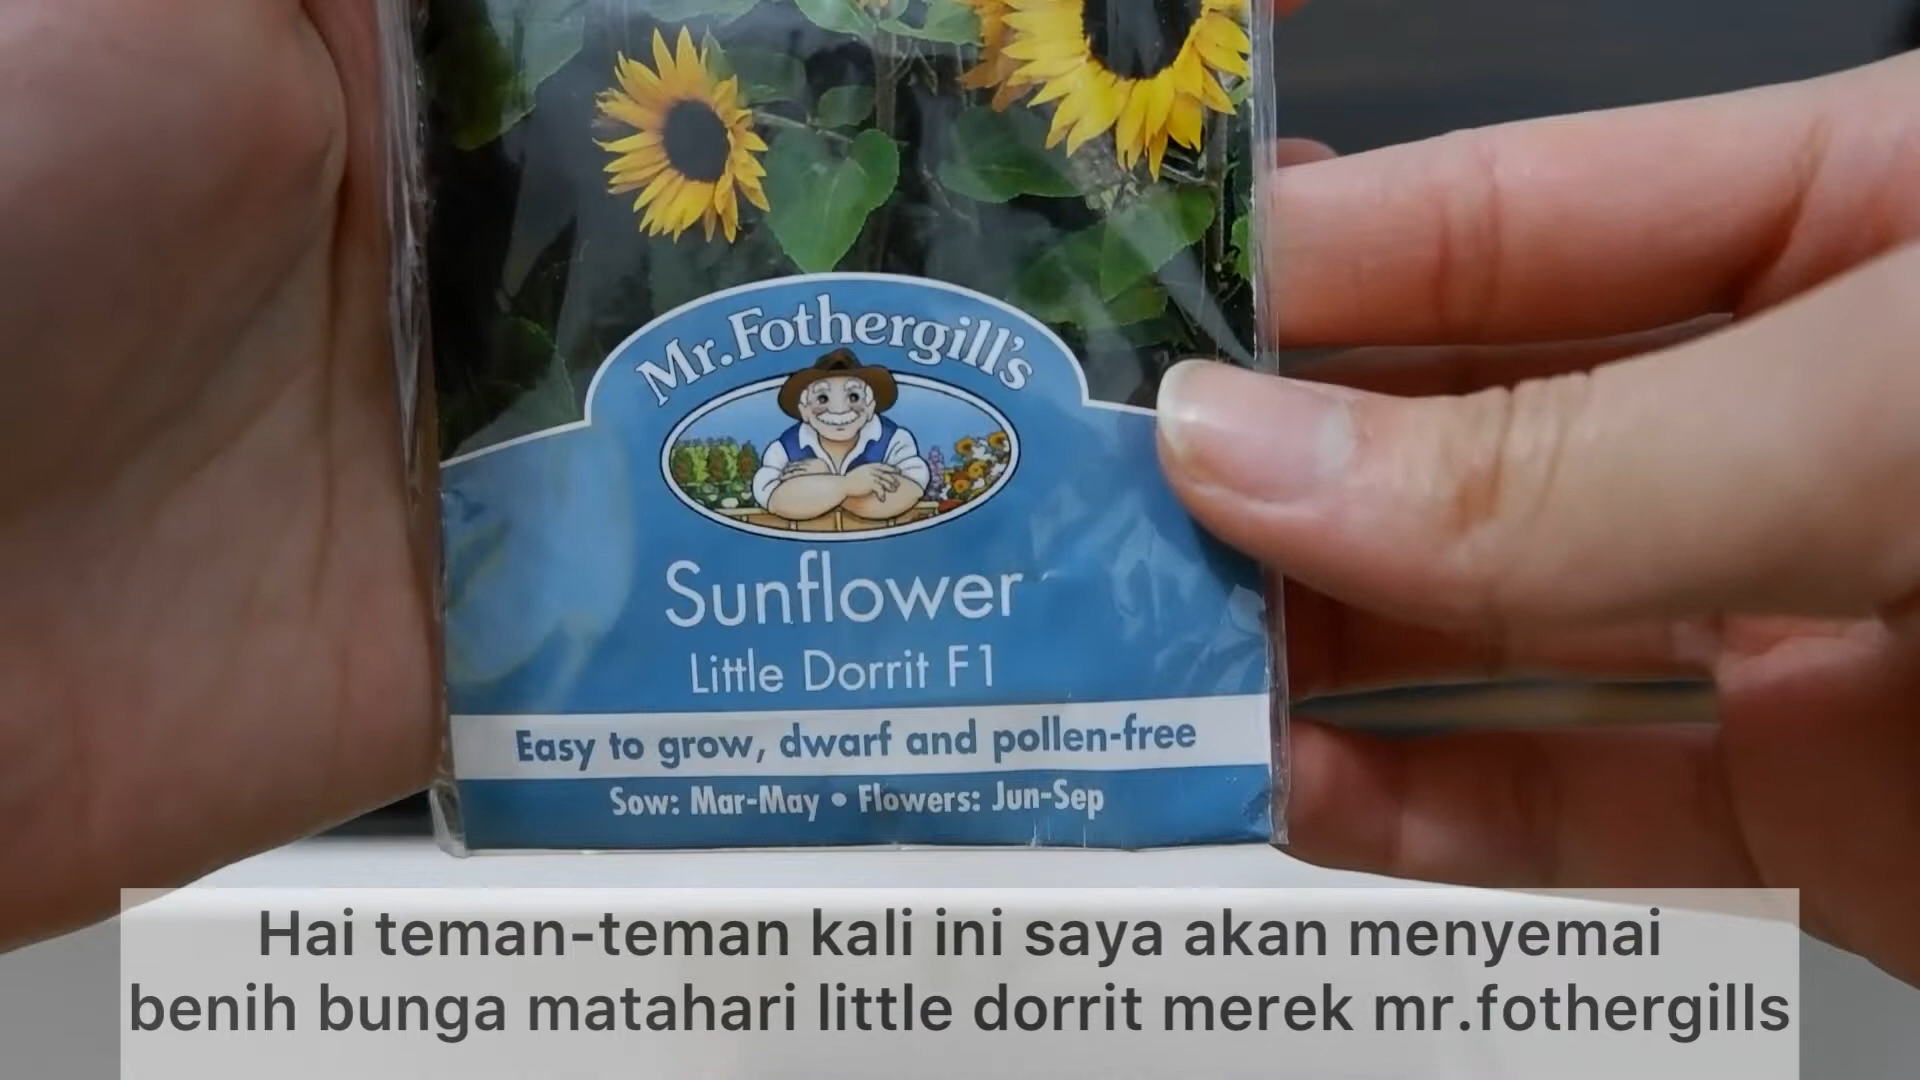 Mr. Fothergill's
Sunflower
Little Dorrit F1
Easy to grow, dwarf and pollen-free
Sow: Mar-May • Flowers: Jun-Sep
Hai teman-teman kali ini saya akan menyemai
benih bunga matahari little dorrit merek mr.fothergills